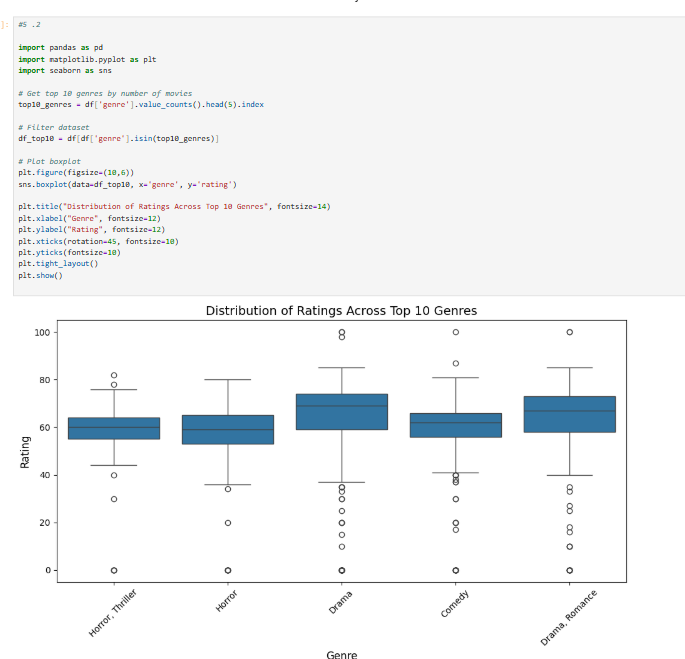 ]:
#5 .2
import pandas as pd
import matplotlib.pyplot as plt
import seaborn as sns
# Get top 10 genres by number of movies
top10_genres = df['genre'].value_counts().head(5).index
# Filter dataset
df_top10 = df[df['genre'].isin(top10_genres)]
# Plot boxplot
plt.figure(figsize=(10,6))
sns.boxplot(data=df_top10, x='genre', y='rating')
plt.title("Distribution of Ratings Across Top 10 Genres", fontsize=14)
plt.xlabel("Genre", fontsize=12)
plt.ylabel("Rating", fontsize=12)
plt.xticks(rotation=45, fontsize=10)
plt.yticks(fontsize=10)
plt.tight_layout()
plt.show()
Distribution of Ratings Across Top 10 Genres
100
80
60
40
20
0
Rating
Horror, Thriller
Horror
Drama
Comedy
Drama, Romance
Genre